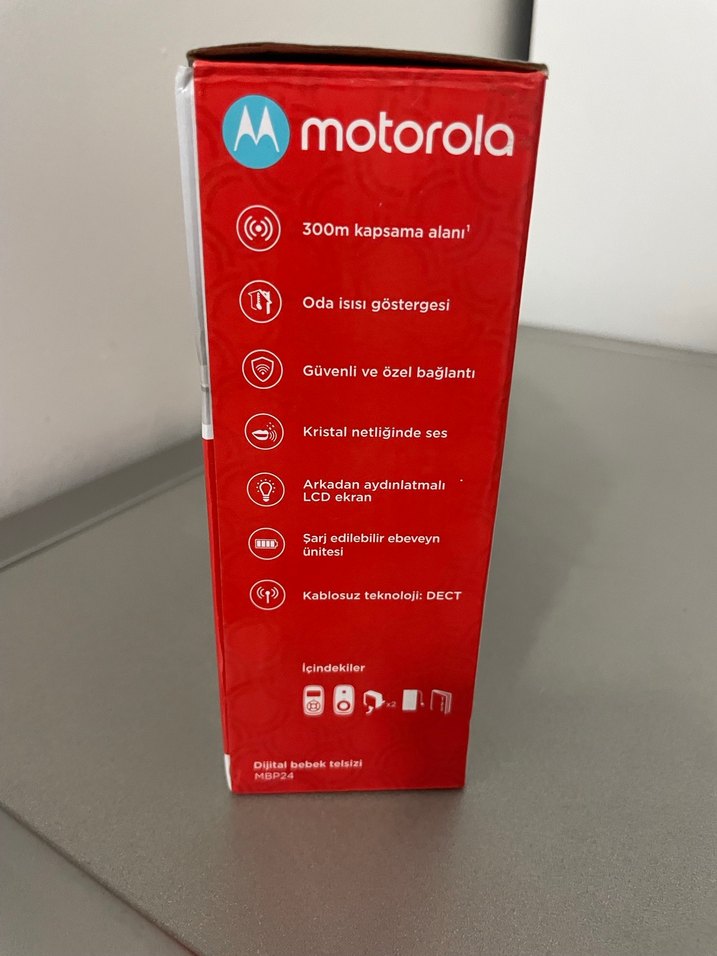 motorola
300m kapsama alanı¹
Oda isısı göstergesi
Güvenli ve özel bağlantı
Kristal netliğinde ses
Arkadan aydınlatmalı
LCD ekran
Şarj edilebilir ebeveyn
ünitesi
Kablosuz teknoloji: DECT
İçindekiler
x2
Dijital bebek telsizi
MBP24